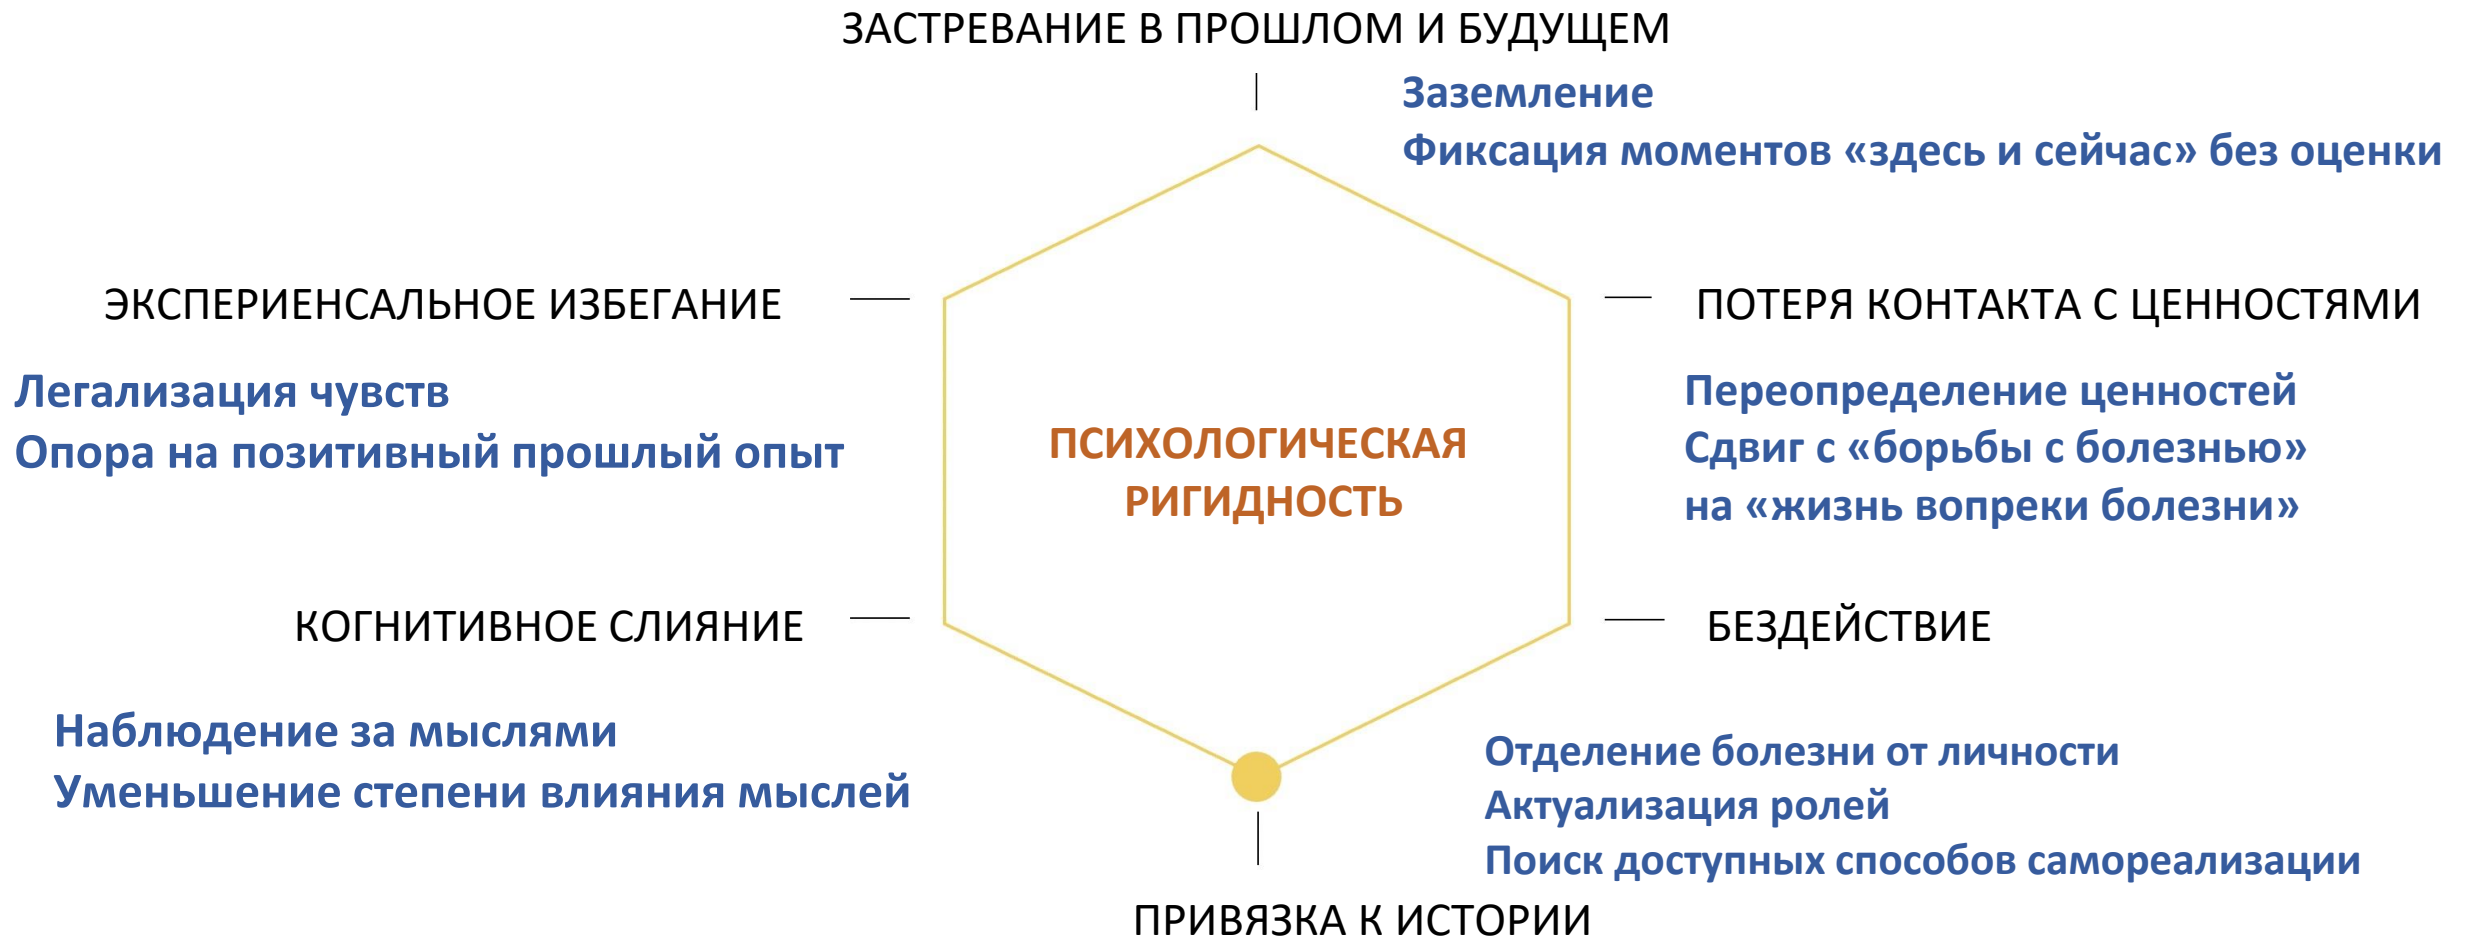 ЗАСТРЕВАНИЕ В ПРОШЛОМ И БУДУЩЕМ
Заземление
Фиксация моментов «здесь и сейчас» без оценки
ЭКСПЕРИЕНСАЛЬНОЕ ИЗБЕГАНИЕ
Легализация чувств
Опора на позитивный прошлый опыт
ПОТЕРЯ КОНТАКТА С ЦЕННОСТЯМИ
Переопределение ценностей
Сдвиг с «борьбы с болезнью»
на «жизнь вопреки болезни»
ПСИХОЛОГИЧЕСКАЯ
РИГИДНОСТЬ
КОГНИТИВНОЕ СЛИЯНИЕ
Наблюдение за мыслями
Уменьшение степени влияния мыслей
БЕЗДЕЙСТВИЕ
Отделение болезни от личности
Актуализация ролей
Поиск доступных способов самореализации
ПРИВЯЗКА К ИСТОРИИ